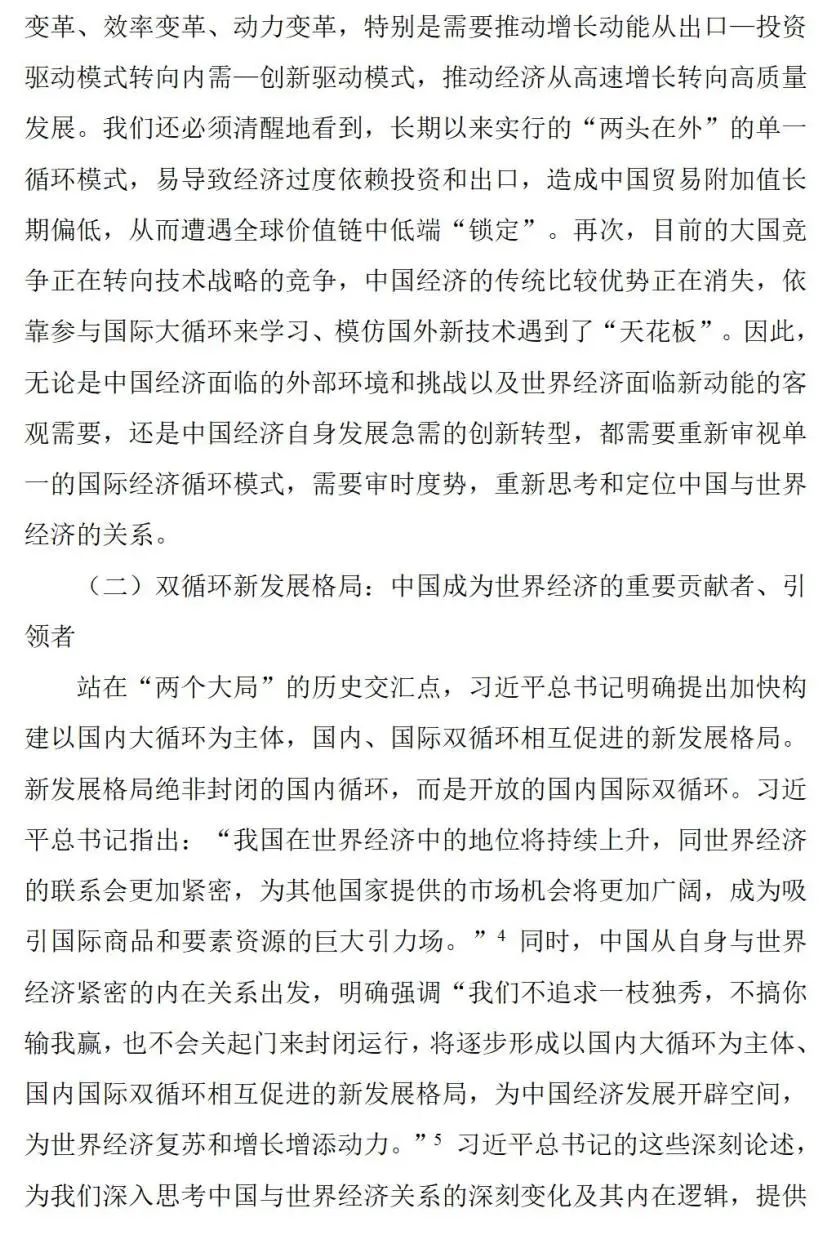 变革、效率变革、动力变革，特别是需要推动增长动能从出口—投资
驱动模式转向内需—创新驱动模式，推动经济从高速增长转向高质量
发展。我们还必须清醒地看到，长期以来实行的“两头在外”的单一
循环模式，易导致经济过度依赖投资和出口，造成中国贸易附加值长
期偏低，从而遭遇全球价值链中低端“锁定”。再次，目前的大国竞
争正在转向技术战略的竞争，中国经济的传统比较优势正在消失，依
靠参与国际大循环来学习、模仿国外新技术遇到了“天花板”。因此，
无论是中国经济面临的外部环境和挑战以及世界经济面临新动能的客
观需要，还是中国经济自身发展急需的创新转型，都需要重新审视单
一的国际经济循环模式，需要审时度势，重新思考和定位中国与世界
经济的关系。
（二）双循环新发展格局：中国成为世界经济的重要贡献者、引
领者
站在“两个大局”的历史交汇点，习近平总书记明确提出加快构
建以国内大循环为主体，国内、国际双循环相互促进的新发展格局。
新发展格局绝非封闭的国内循环，而是开放的国内国际双循环。习近
平总书记指出：“我国在世界经济中的地位将持续上升，同世界经济
的联系会更加紧密，为其他国家提供的市场机会将更加广阔，成为吸
引国际商品和要素资源的巨大引力场。”4 同时，中国从自身与世界
经济紧密的内在关系出发，明确强调“我们不追求一枝独秀，不搞你
输我赢，也不会关起门来封闭运行，将逐步形成以国内大循环为主体、
国内国际双循环相互促进的新发展格局，为中国经济发展开辟空间，
为世界经济复苏和增长增添动力。”5 习近平总书记的这些深刻论述，
为我们深入思考中国与世界经济关系的深刻变化及其内在逻辑，提供